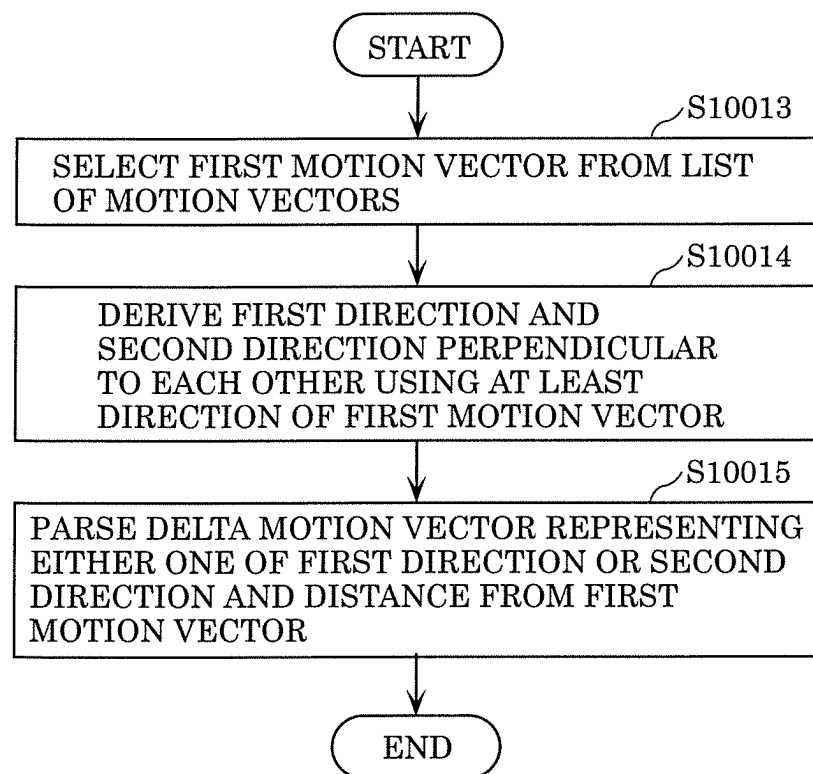 START
S10013
SELECT FIRST MOTION VECTOR FROM LIST
OF MOTION VECTORS
S10014
DERIVE FIRST DIRECTION AND
SECOND DIRECTION PERPENDICULAR
TO EACH OTHER USING AT LEAST
DIRECTION OF FIRST MOTION VECTOR
S10015
PARSE DELTA MOTION VECTOR REPRESENTING
EITHER ONE OF FIRST DIRECTION OR SECOND
DIRECTION AND DISTANCE FROM FIRST
MOTION VECTOR
END